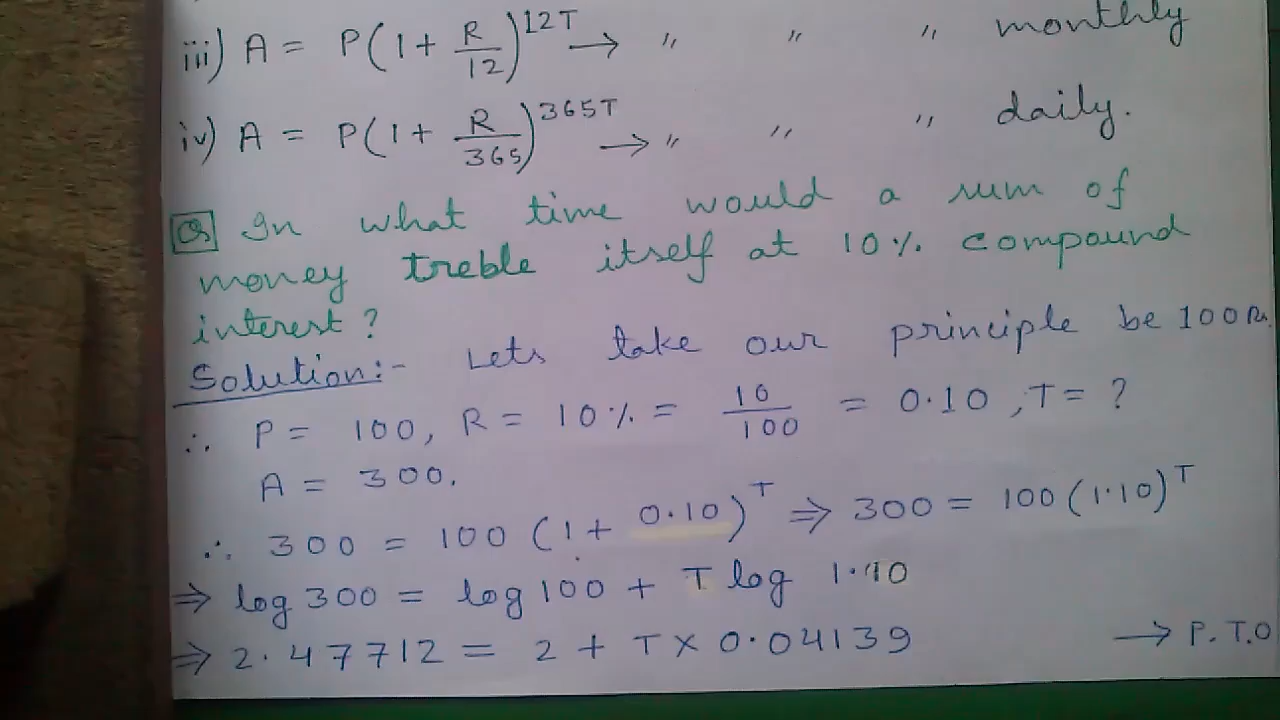 iii) A = P(1 + R/12)^12T → " " " monthly
iv) A = P(1 + R/365)^365T → " " " daily.
Q In what time would a sum of
money treble itself at 10% compound
interest?
Solution:- Lets take our principle be 100 Rs.
∴ P = 100, R = 10% = 10/100 = 0.10, T = ?
A = 300.
∴ 300 = 100 (1 + 0.10)^T ⇒ 300 = 100 (1.10)^T
⇒ log 300 = log 100 + T log 1.10
⇒ 2.47712 = 2 + T × 0.04139 → P.T.O